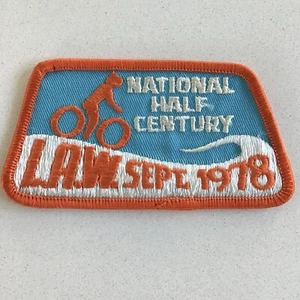 NATIONAL
HALF
CENTURY
L.A.W. SEPT. 1978